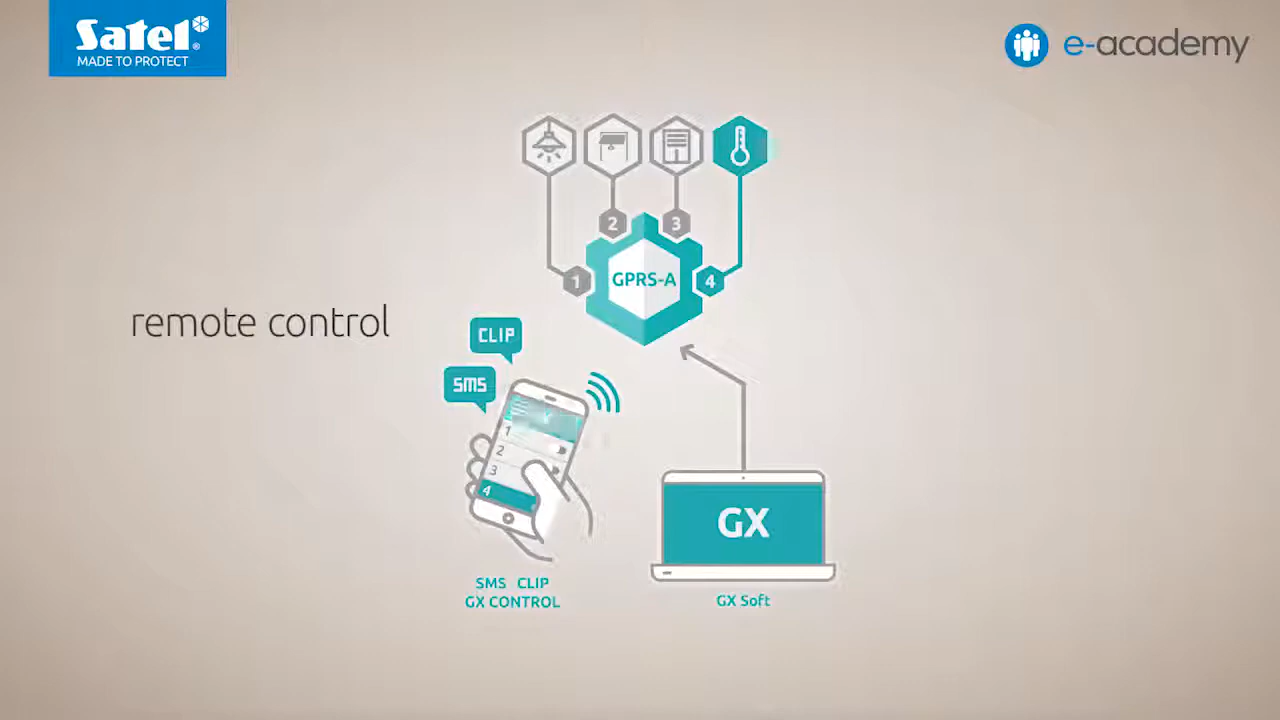 Satel®
MADE TO PROTECT
e-academy
2 3
GPRS-A
1 4
remote control
CLIP
SMS
1
2
3
4
GX
SMS CLIP
GX CONTROL
GX Soft